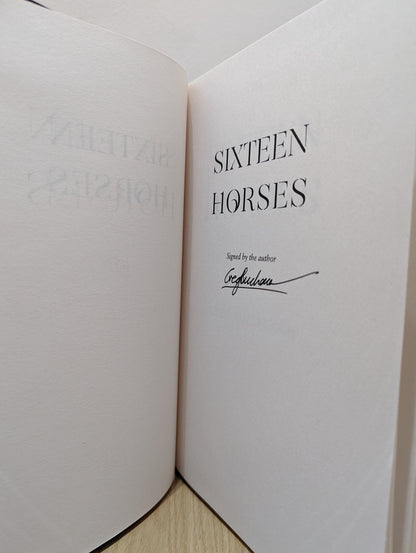 SIXTEEN
HORSES
Signed by the author